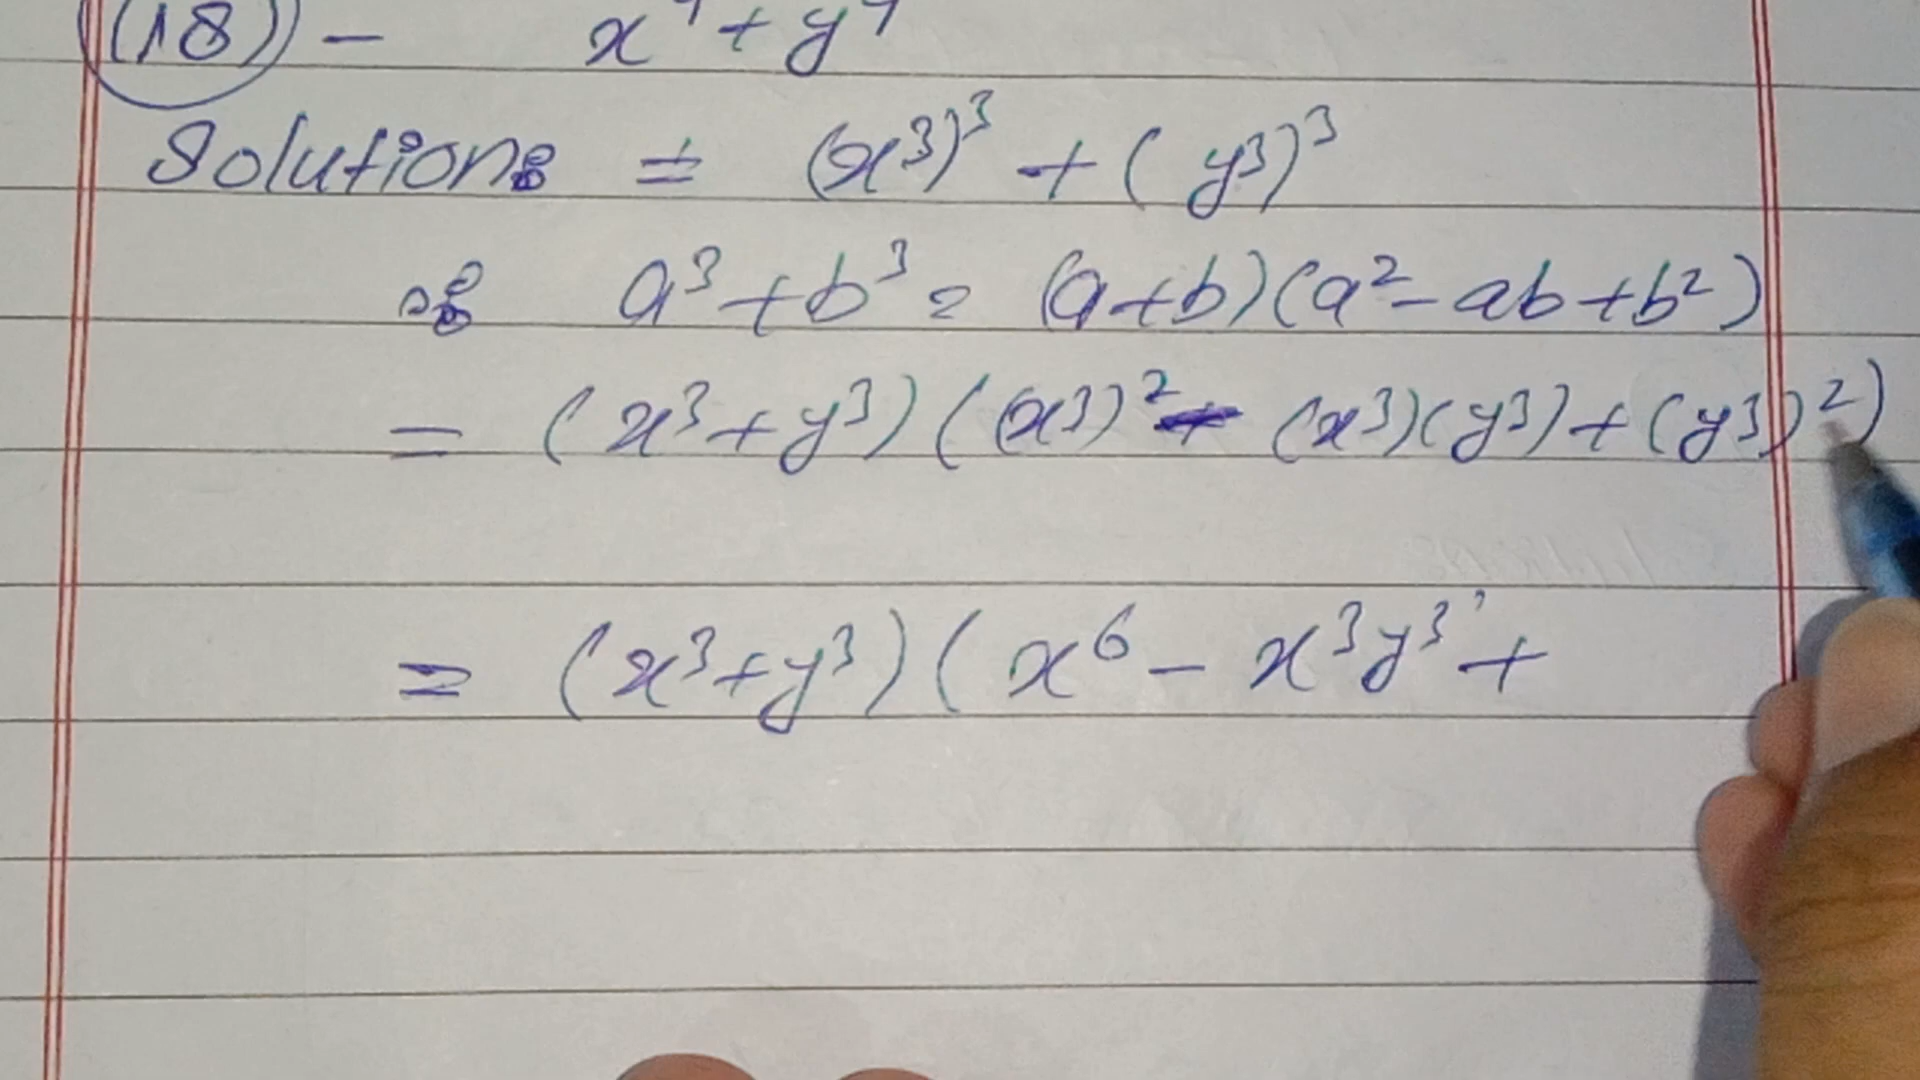 (18) - x⁹ + y⁹
Solution: = (x³)³ + (y³)³
∴ a³ + b³ = (a+b)(a² - ab + b²)
= (x³ + y³)((x³)² - (x³)(y³) + (y³)²)
= (x³ + y³)(x⁶ - x³y³ +